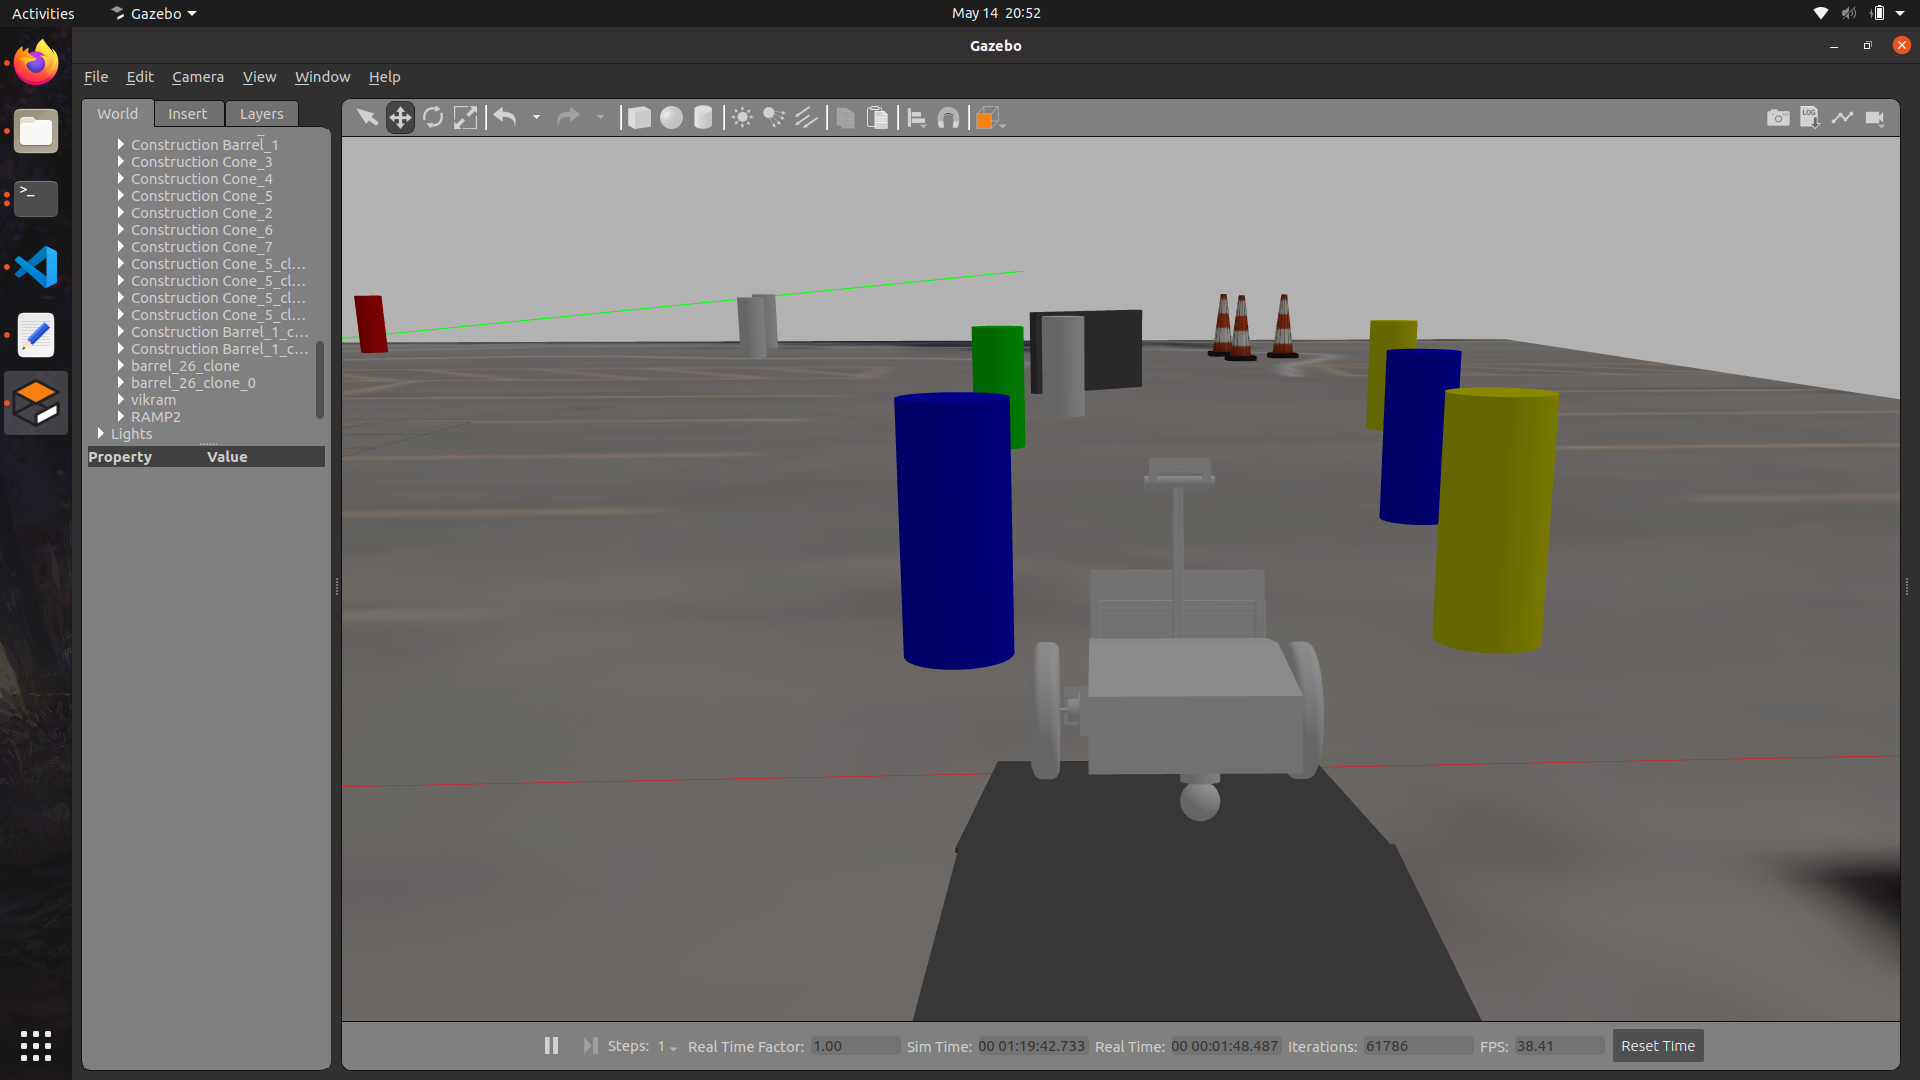 Activities Gazebo May 14 20:52
Gazebo
File Edit Camera View Window Help
World Insert Layers
Construction Barrel_1
Construction Cone_3
Construction Cone_4
Construction Cone_5
Construction Cone_2
Construction Cone_6
Construction Cone_7
Construction Cone_5_cl...
Construction Cone_5_cl...
Construction Cone_5_cl...
Construction Cone_5_cl...
Construction Barrel_1_c...
Construction Barrel_1_c...
barrel_26_clone
barrel_26_clone_0
vikram
RAMP2
Lights
Property Value
LOG
Steps: 1 Real Time Factor: 1.00 Sim Time: 00 01:19:42.733 Real Time: 00 00:01:48.487 Iterations: 61786 FPS: 38.41 Reset Time